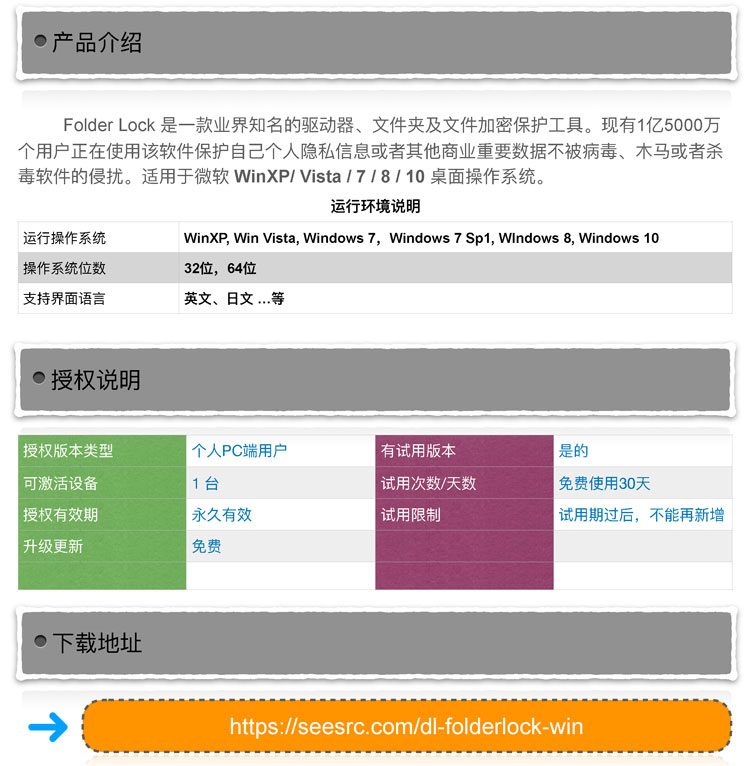 产品介绍
Folder Lock 是一款业界知名的驱动器、文件夹及文件加密保护工具。现有1亿5000万
个用户正在使用该软件保护自己个人隐私信息或者其他商业重要数据不被病毒、木马或者杀
毒软件的侵扰。适用于微软 WinXP/ Vista / 7 / 8 / 10 桌面操作系统。
运行环境说明
运行操作系统 WinXP, Win Vista, Windows 7，Windows 7 Sp1, WIndows 8, Windows 10
操作系统位数 32位，64位
支持界面语言 英文、日文 ...等
授权说明
授权版本类型 个人PC端用户 有试用版本 是的
可激活设备 1 台 试用次数/天数 免费使用30天
授权有效期 永久有效 试用限制 试用期过后，不能再新增
升级更新 免费
下载地址
https://seesrc.com/dl-folderlock-win